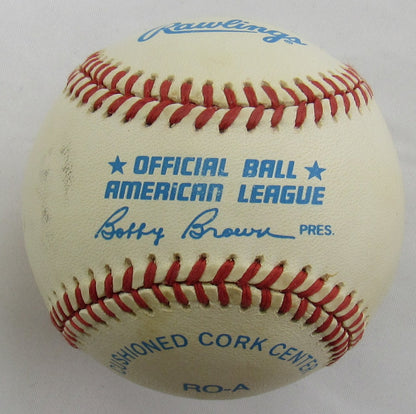 Rawlings
★ OFFICIAL BALL ★
AMERICAN LEAGUE
Bobby Brown PRES.
CUSHIONED CORK CENTER
RO-A